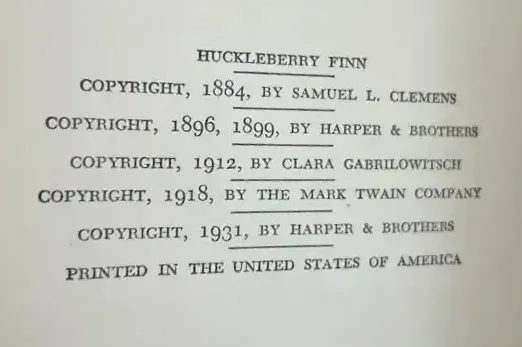 HUCKLEBERRY FINN
COPYRIGHT, 1884, BY SAMUEL L. CLEMENS
COPYRIGHT, 1896, 1899, BY HARPER & BROTHERS
COPYRIGHT, 1912, BY CLARA GABRILOWITSCH
COPYRIGHT, 1918, BY THE MARK TWAIN COMPANY
COPYRIGHT, 1931, BY HARPER & BROTHERS
PRINTED IN THE UNITED STATES OF AMERICA